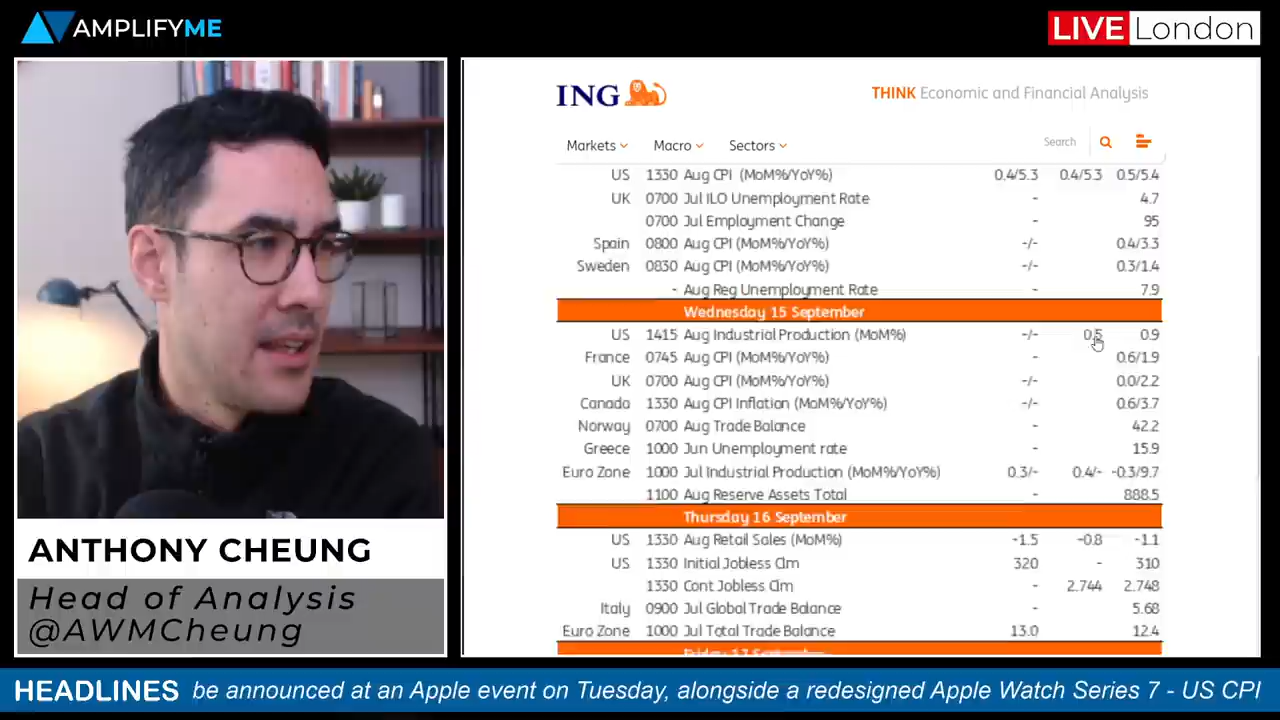 AMPLIFYME
LIVE London
ING
THINK Economic and Financial Analysis
Markets Macro Sectors Search
US 1330 Aug CPI (MoM%/YoY%) 0.4/5.3 0.4/5.3 0.5/5.4
UK 0700 Jul ILO Unemployment Rate - 4.7
0700 Jul Employment Change - 95
Spain 0800 Aug CPI (MoM%/YoY%) -/- 0.4/3.3
Sweden 0830 Aug CPI (MoM%/YoY%) -/- 0.3/1.4
- Aug Reg Unemployment Rate - 7.9
Wednesday 15 September
US 1415 Aug Industrial Production (MoM%) -/- 0.5 0.9
France 0745 Aug CPI (MoM%/YoY%) - 0.6/1.9
UK 0700 Aug CPI (MoM%/YoY%) -/- 0.0/2.2
Canada 1330 Aug CPI Inflation (MoM%/YoY%) -/- 0.6/3.7
Norway 0700 Aug Trade Balance - 42.2
Greece 1000 Jun Unemployment rate - 15.9
Euro Zone 1000 Jul Industrial Production (MoM%/YoY%) 0.3/- 0.4/- -0.3/9.7
1100 Aug Reserve Assets Total - 888.5
Thursday 16 September
US 1330 Aug Retail Sales (MoM%) -1.5 -0.8 -1.1
US 1330 Initial Jobless Clm 320 - 310
1330 Cont Jobless Clm - 2.744 2.748
Italy 0900 Jul Global Trade Balance - 5.68
Euro Zone 1000 Jul Total Trade Balance 13.0 12.4
Friday 17 September
ANTHONY CHEUNG
Head of Analysis
@AWMCheung
HEADLINES be announced at an Apple event on Tuesday, alongside a redesigned Apple Watch Series 7 - US CPI